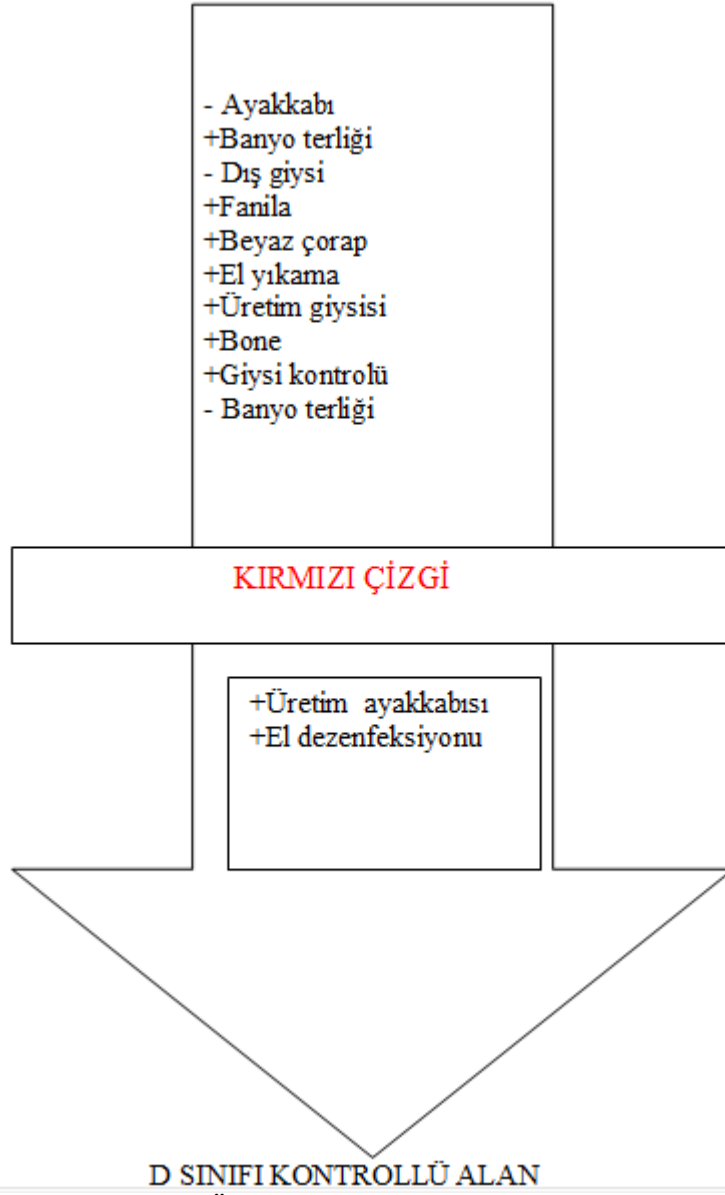 - Ayakkabı
+Banyo terliği
- Dış giysi
+Fanila
+Beyaz çorap
+El yıkama
+Üretim giysisi
+Bone
+Giysi kontrolü
- Banyo terliği
KIRMIZI ÇİZGİ
+Üretim ayakkabısı
+El dezenfeksiyonu
D SINIFI KONTROLLÜ ALAN